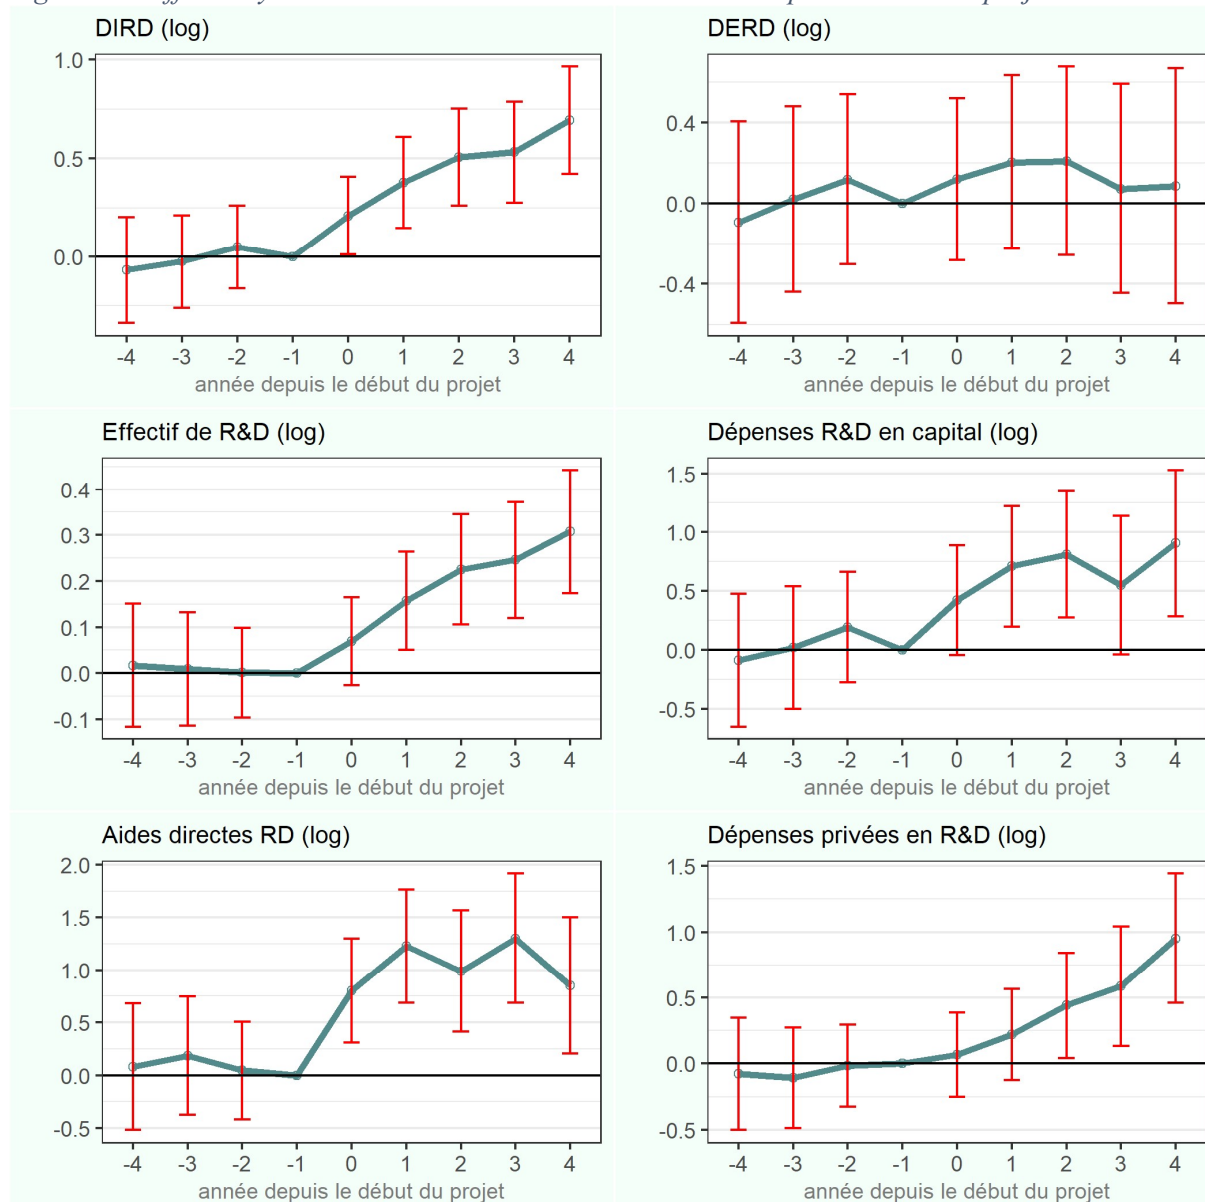 DIRD (log)
1.0
0.5
0.0
-4 -3 -2 -1 0 1 2 3 4
année depuis le début du projet
DERD (log)
0.4
0.0
-0.4
-4 -3 -2 -1 0 1 2 3 4
année depuis le début du projet
Effectif de R&D (log)
0.4
0.3
0.2
0.1
0.0
-0.1
-4 -3 -2 -1 0 1 2 3 4
année depuis le début du projet
Dépenses R&D en capital (log)
1.5
1.0
0.5
0.0
-0.5
-4 -3 -2 -1 0 1 2 3 4
année depuis le début du projet
Aides directes RD (log)
2.0
1.5
1.0
0.5
0.0
-0.5
-4 -3 -2 -1 0 1 2 3 4
année depuis le début du projet
Dépenses privées en R&D (log)
1.5
1.0
0.5
0.0
-0.5
-4 -3 -2 -1 0 1 2 3 4
année depuis le début du projet